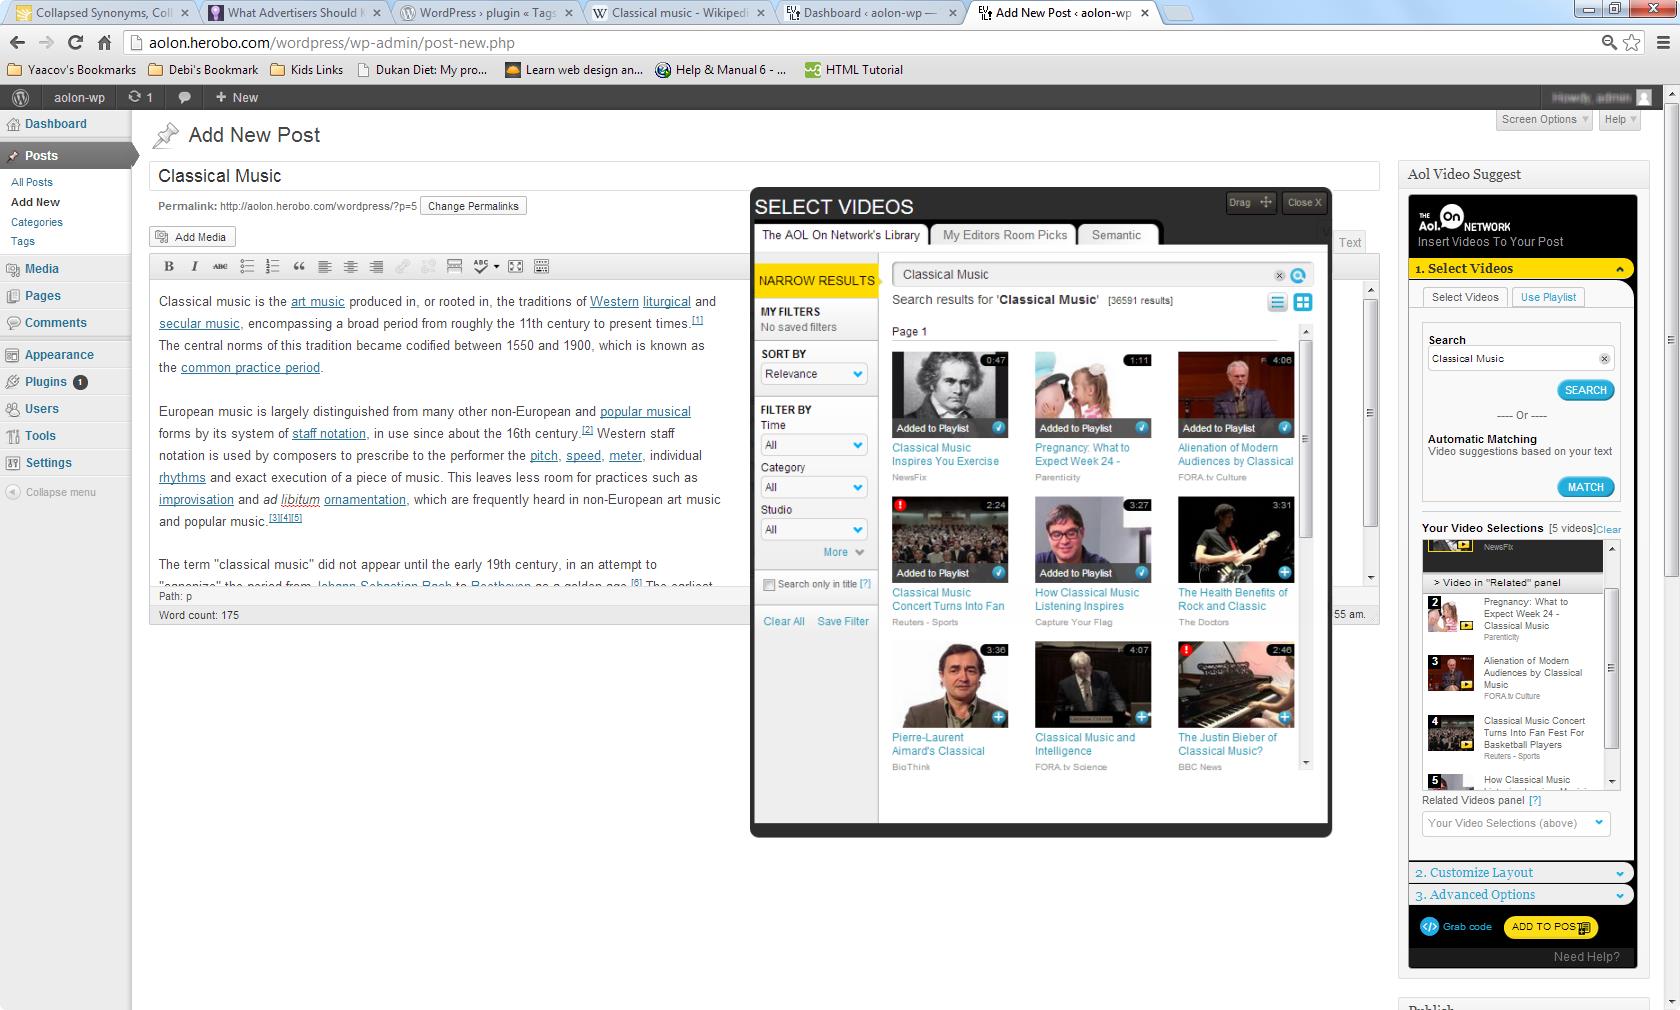 Collapsed Synonyms, Coll
What Advertisers Should K
WordPress › plugin « Tags
Classical music - Wikiped
Dashboard ‹ aolon-wp —
Add New Post ‹ aolon-wp
aolon.herobo.com/wordpress/wp-admin/post-new.php
Yaacov's Bookmarks
Debi's Bookmark
Kids Links
Dukan Diet: My pro...
Learn web design an...
Help & Manual 6 - ...
HTML Tutorial
aolon-wp
1
+ New
Dashboard
Posts
All Posts
Add New
Categories
Tags
Media
Pages
Comments
Appearance
Plugins 1
Users
Tools
Settings
Collapse menu
Add New Post
Screen Options
Help
Classical Music
Permalink: http://aolon.herobo.com/wordpress/?p=5 Change Permalinks
Add Media
Text
B I ABC
ABC
Classical music is the art music produced in, or rooted in, the traditions of Western liturgical and
secular music, encompassing a broad period from roughly the 11th century to present times.[1]
The central norms of this tradition became codified between 1550 and 1900, which is known as
the common practice period.
European music is largely distinguished from many other non-European and popular musical
forms by its system of staff notation, in use since about the 16th century.[2] Western staff
notation is used by composers to prescribe to the performer the pitch, speed, meter, individual
rhythms and exact execution of a piece of music. This leaves less room for practices such as
improvisation and ad libitum ornamentation, which are frequently heard in non-European art music
and popular music.[3][4][5]
The term "classical music" did not appear until the early 19th century, in an attempt to
"canonize" the period from Johann Sebastian Bach to Beethoven as a golden age.[6] The earliest
Path: p
Word count: 175
55 am.
SELECT VIDEOS
Drag
Close X
The AOL On Network's Library
My Editors Room Picks
Semantic
NARROW RESULTS
MY FILTERS
No saved filters
SORT BY
Relevance
FILTER BY
Time
All
Category
All
Studio
All
More
Search only in title [?]
Clear All
Save Filter
Classical Music
Search results for 'Classical Music' [36591 results]
Page 1
0:47
Added to Playlist
Classical Music
Inspires You Exercise
NewsFix
1:11
Added to Playlist
Pregnancy: What to
Expect Week 24 -
Parenticity
4:06
Added to Playlist
Alienation of Modern
Audiences by Classical
FORA.tv Culture
2:24
Added to Playlist
Classical Music
Concert Turns Into Fan
Reuters - Sports
3:27
Added to Playlist
How Classical Music
Listening Inspires
Capture Your Flag
3:31
The Health Benefits of
Rock and Classic
The Doctors
3:36
Pierre-Laurent
Aimard's Classical
BigThink
4:07
Classical Music and
Intelligence
FORA.tv Science
2:46
The Justin Bieber of
Classical Music?
BBC News
Aol Video Suggest
THE Aol. On NETWORK
Insert Videos To Your Post
1. Select Videos
Select Videos
Use Playlist
Search
Classical Music
SEARCH
---- Or ----
Automatic Matching
Video suggestions based on your text
MATCH
Your Video Selections [5 videos] Clear
NewsFix
> Video in "Related" panel
2
Pregnancy: What to
Expect Week 24 -
Classical Music
Parenticity
3
Alienation of Modern
Audiences by Classical
Music
FORA.tv Culture
4
Classical Music Concert
Turns Into Fan Fest For
Basketball Players
Reuters - Sports
5
How Classical Music
Related Videos panel [?]
Your Video Selections (above)
2. Customize Layout
3. Advanced Options
Grab code
ADD TO POST
Need Help?
Publish